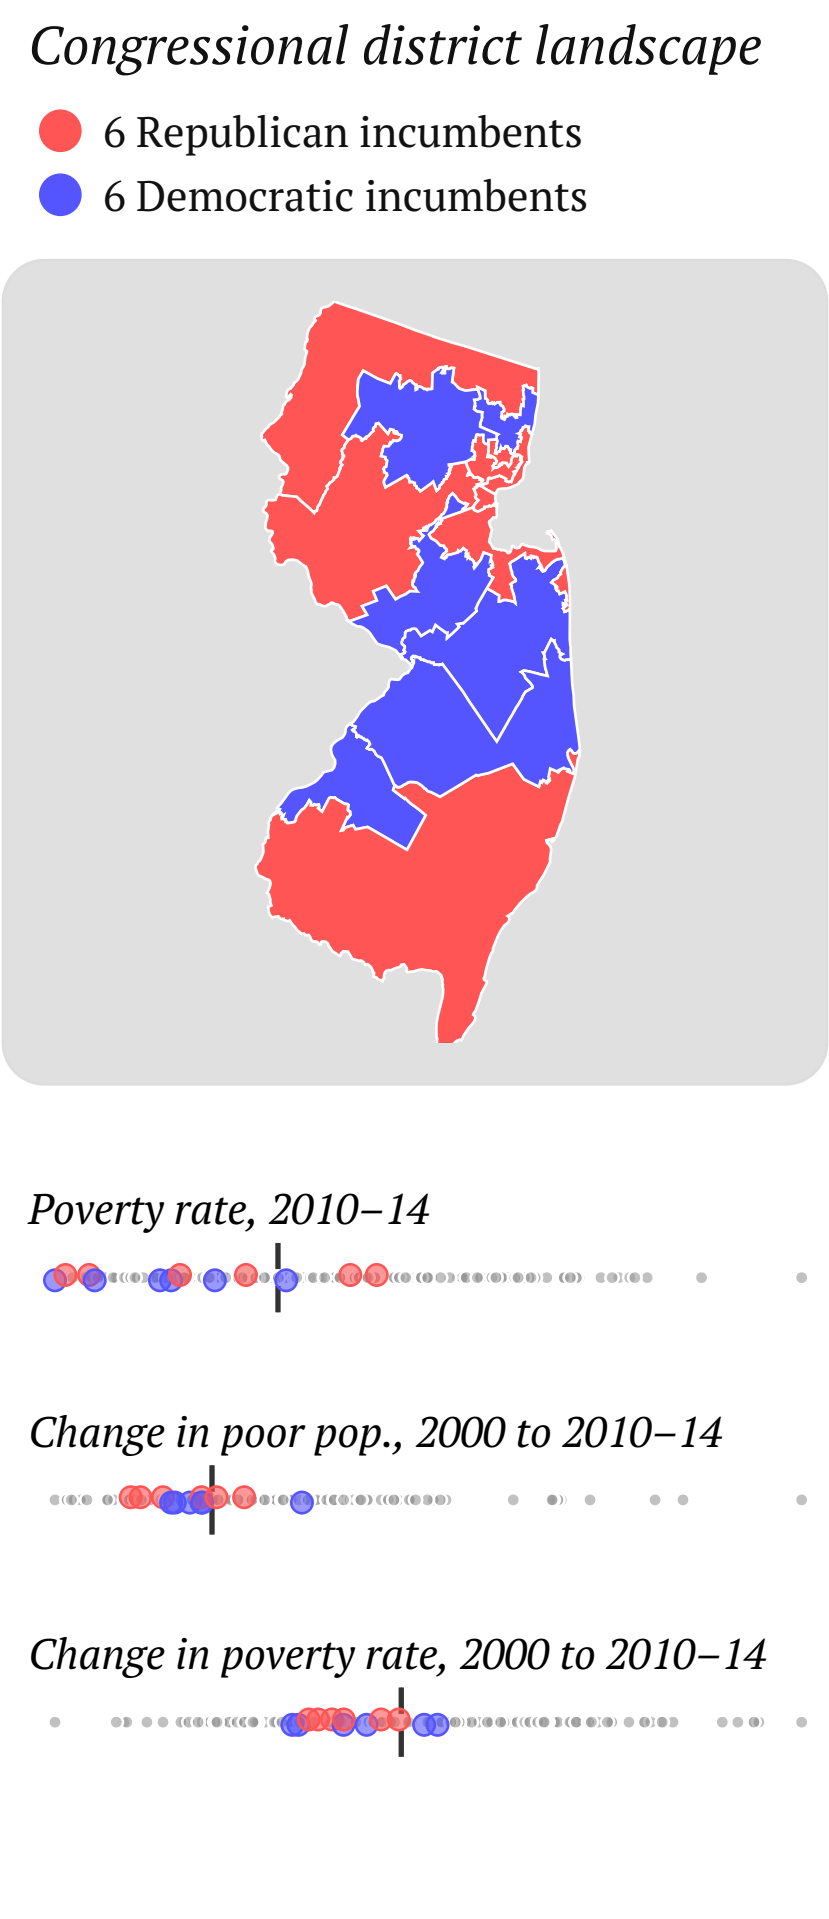 Congressional district landscape
6 Republican incumbents
6 Democratic incumbents
Poverty rate, 2010–14
Change in poor pop., 2000 to 2010–14
Change in poverty rate, 2000 to 2010–14